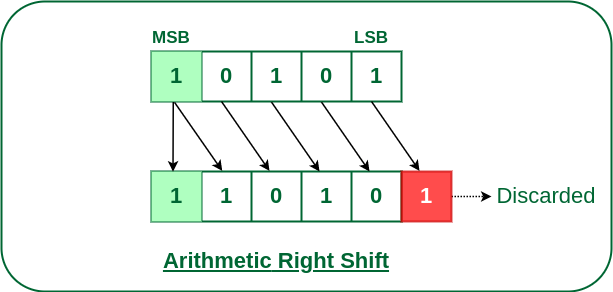 MSB LSB
1 0 1 0 1
1 1 0 1 0 1 Discarded
Arithmetic Right Shift